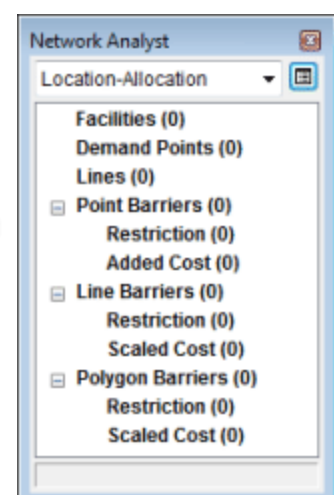 Network Analyst
Location-Allocation
Facilities (0)
Demand Points (0)
Lines (0)
Point Barriers (0)
Restriction (0)
Added Cost (0)
Line Barriers (0)
Restriction (0)
Scaled Cost (0)
Polygon Barriers (0)
Restriction (0)
Scaled Cost (0)